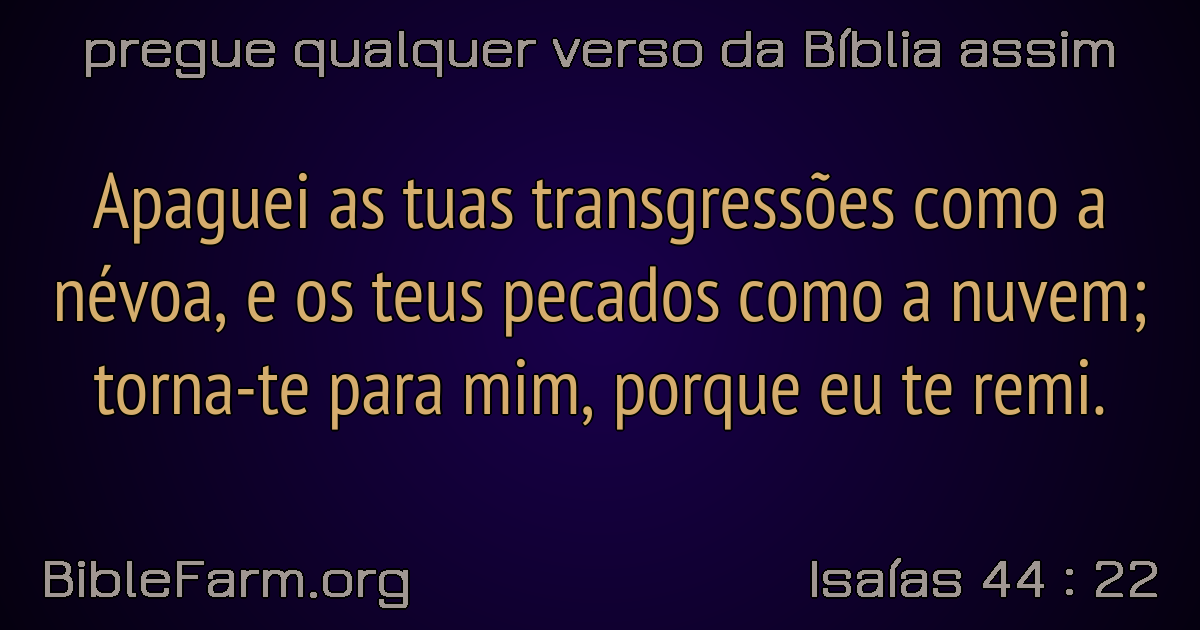 pregue qualquer verso da Bíblia assim
Apaguei as tuas transgressões como a
névoa, e os teus pecados como a nuvem;
torna-te para mim, porque eu te remi.
BibleFarm.org
Isaías 44 : 22